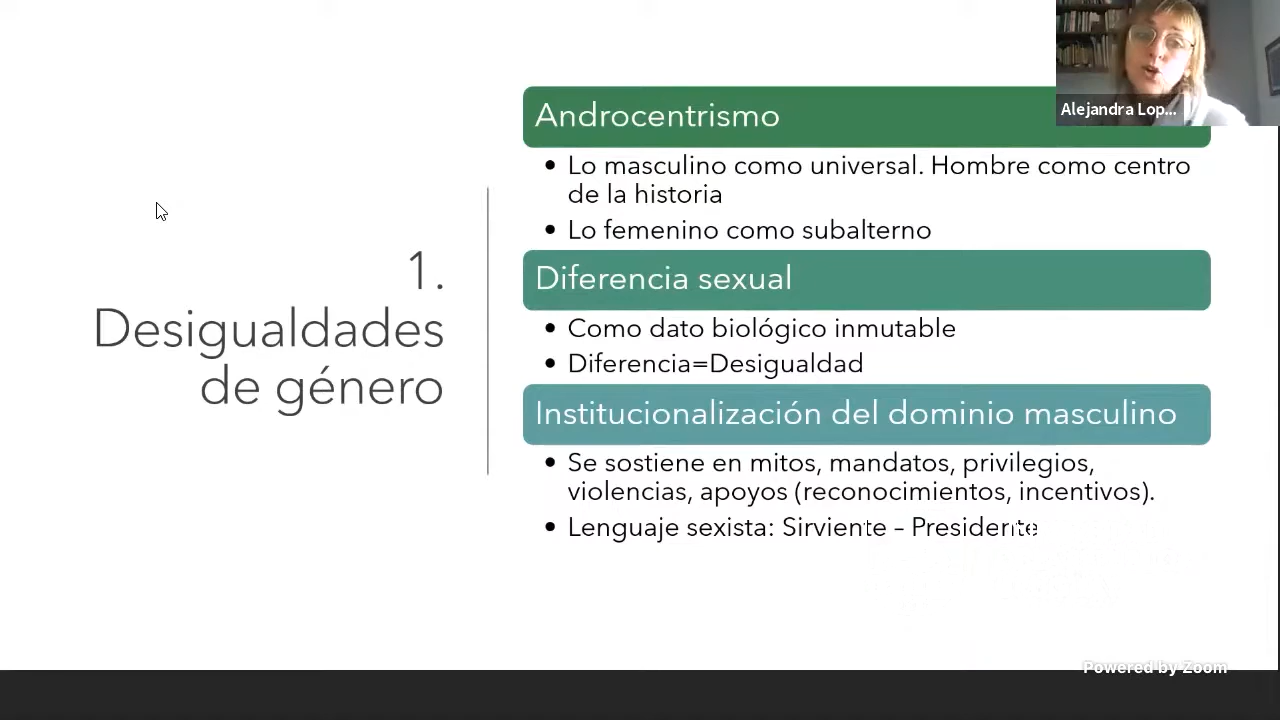 Alejandra Lop...
1.
Desigualdades
de género
Androcentrismo
• Lo masculino como universal. Hombre como centro
de la historia
• Lo femenino como subalterno
Diferencia sexual
• Como dato biológico inmutable
• Diferencia=Desigualdad
Institucionalización del dominio masculino
• Se sostiene en mitos, mandatos, privilegios,
violencias, apoyos (reconocimientos, incentivos).
• Lenguaje sexista: Sirviente – Presidente
Powered by Zoom